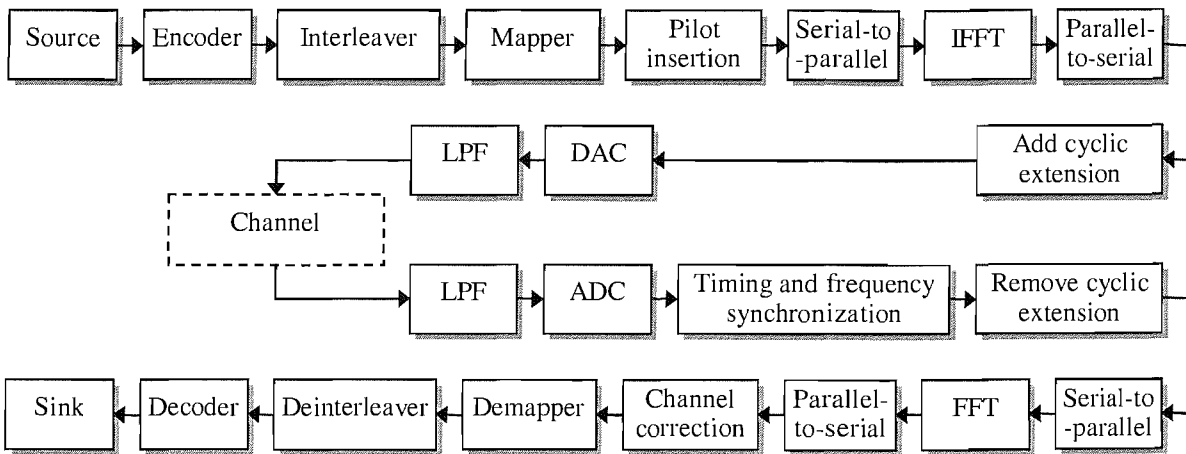 Source
Encoder
Interleaver
Mapper
Pilot
insertion
Serial-to
-parallel
IFFT
Parallel-
to-serial
LPF
DAC
Add cyclic
extension
Channel
LPF
ADC
Timing and frequency
synchronization
Remove cyclic
extension
Sink
Decoder
Deinterleaver
Demapper
Channel
correction
Parallel-
to-serial
FFT
Serial-to
-parallel